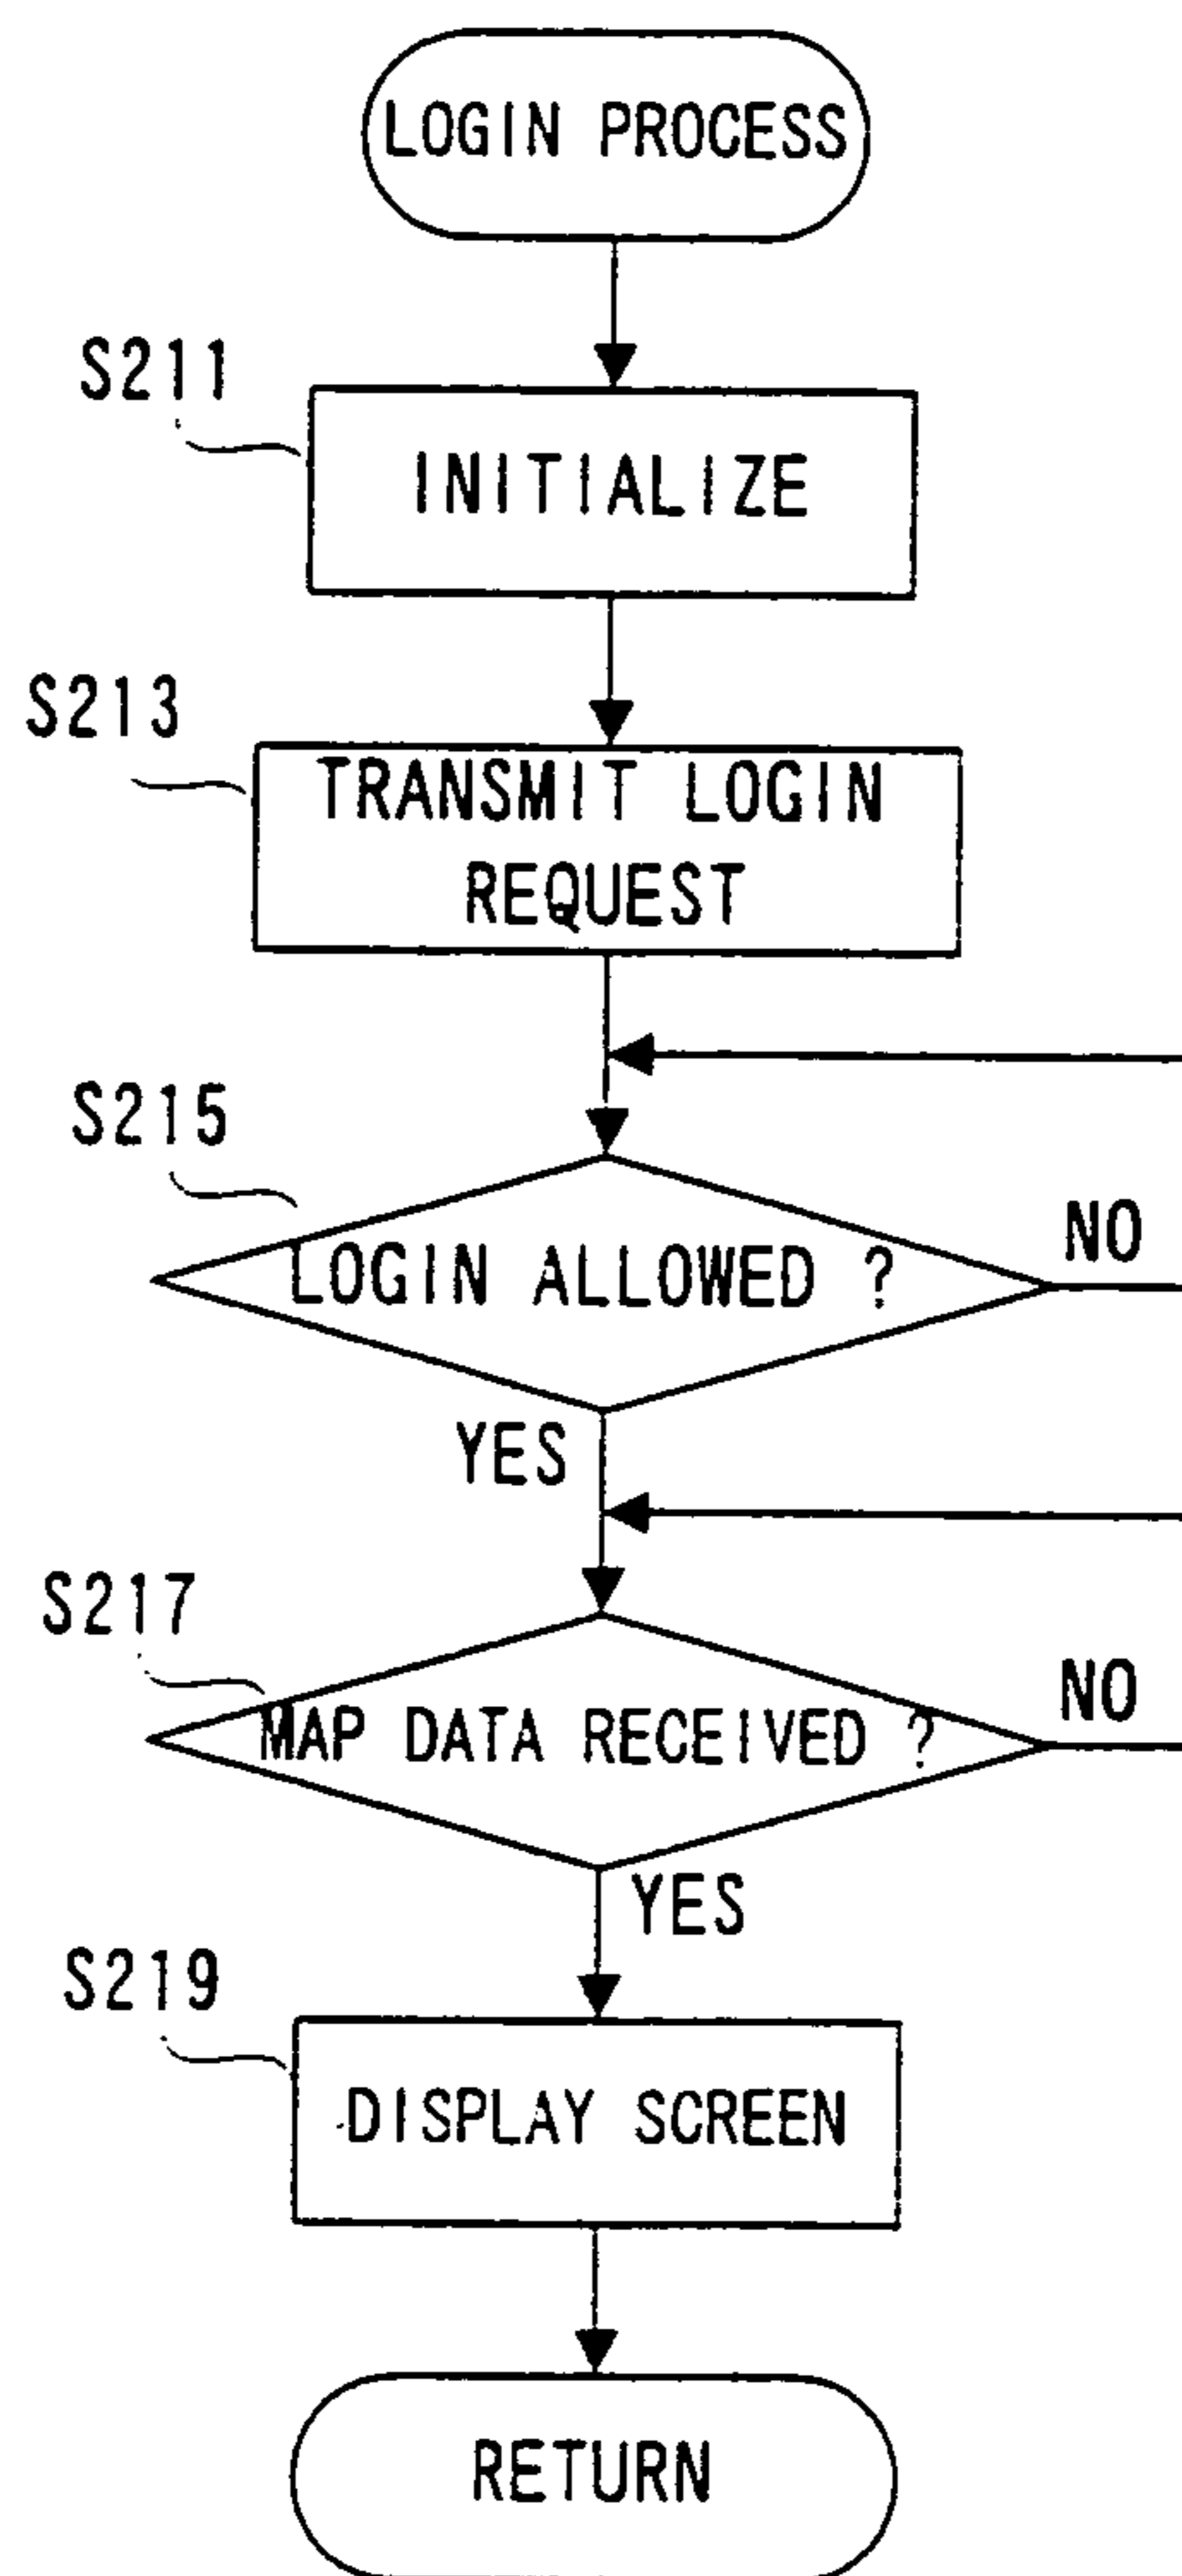 LOGIN PROCESS
S211
INITIALIZE
S213
TRANSMIT LOGIN
REQUEST
S215
LOGIN ALLOWED ?
NO
YES
S217
MAP DATA RECEIVED ?
NO
YES
S219
DISPLAY SCREEN
RETURN